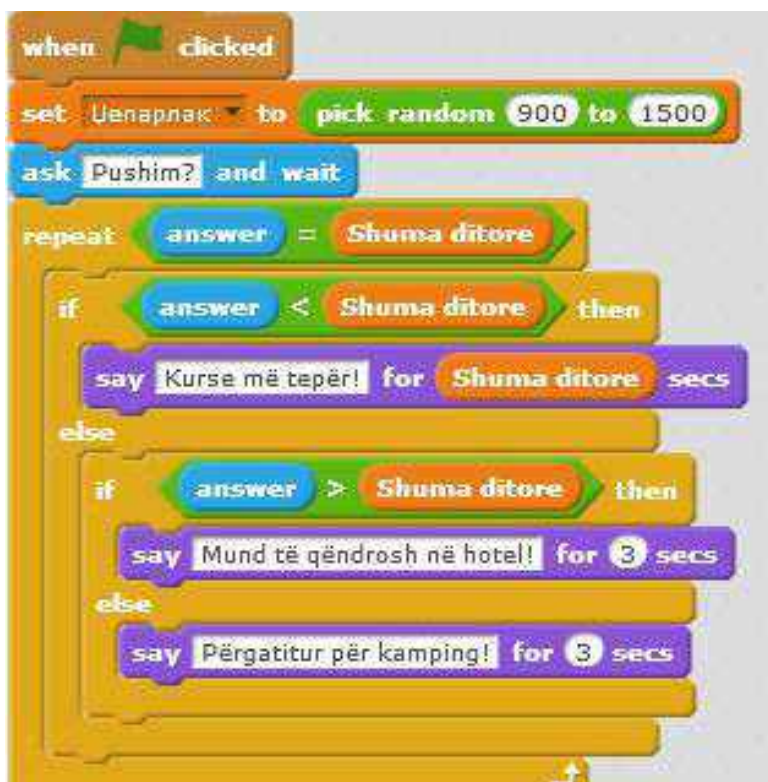 when clicked
set Џепарлак to pick random 900 to 1500
ask Pushim? and wait
repeat answer = Shuma ditore
if answer < Shuma ditore then
say Kurse më tepër! for Shuma ditore secs
else
if answer > Shuma ditore then
say Mund të qëndrosh në hotel! for 3 secs
else
say Përgatitur për kamping! for 3 secs